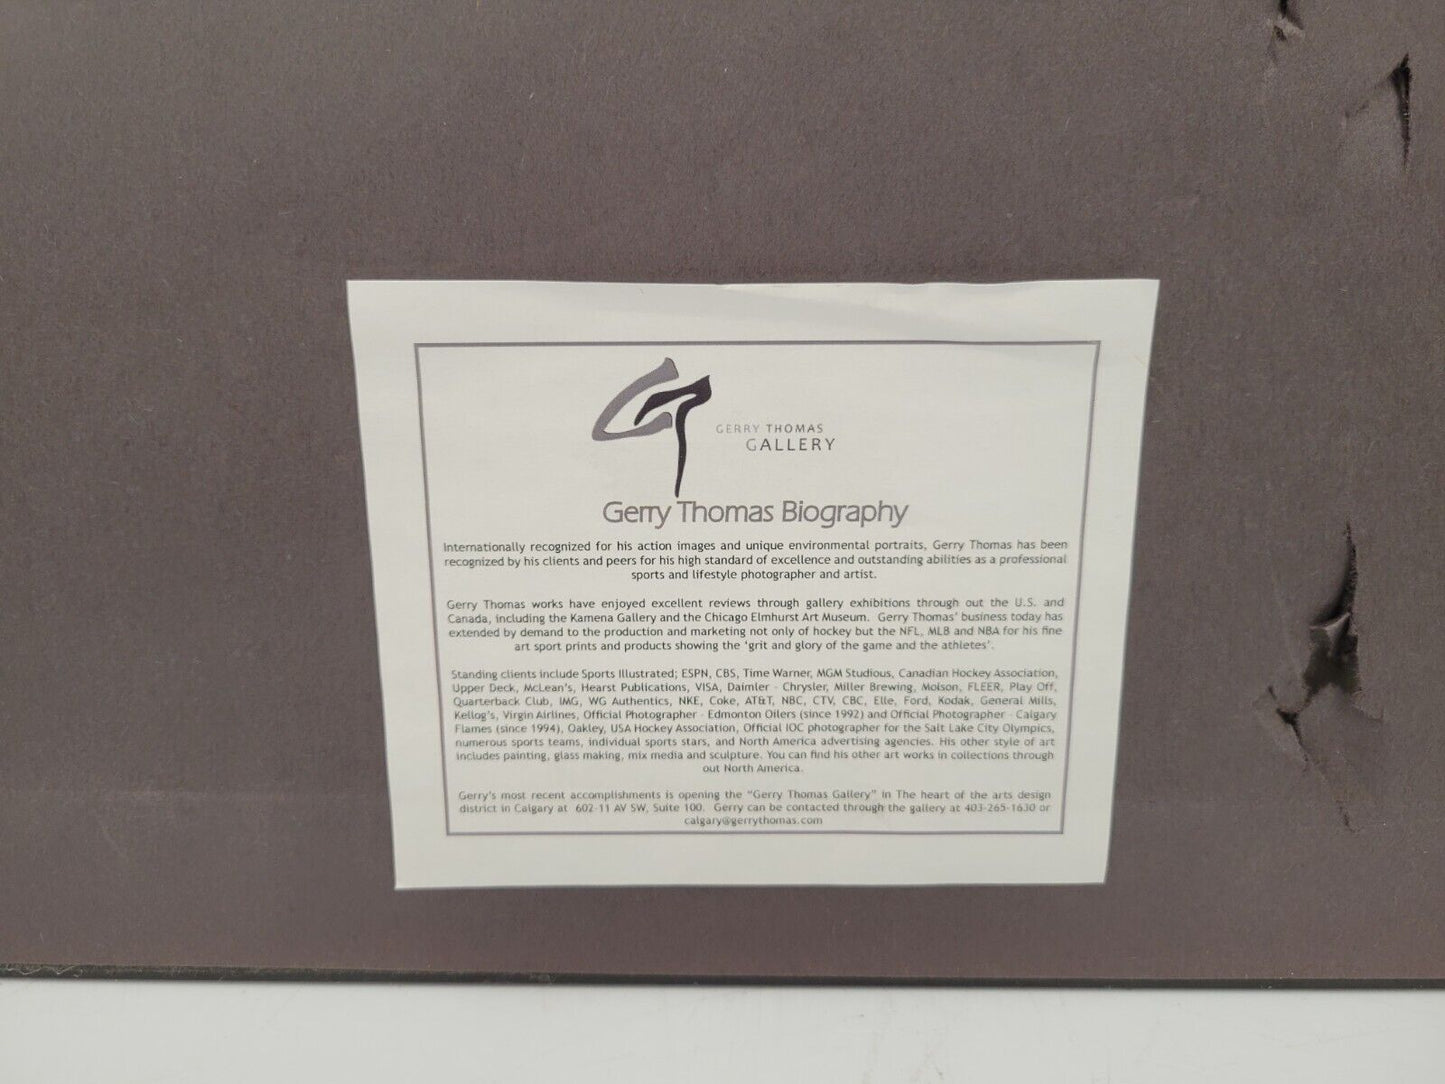 GERRY THOMAS
GALLERY
Gerry Thomas Biography
Internationally recognized for his action images and unique environmental portraits, Gerry Thomas has been
recognized by his clients and peers for his high standard of excellence and outstanding abilities as a professional
sports and lifestyle photographer and artist.
Gerry Thomas works have enjoyed excellent reviews through gallery exhibitions through out the U.S. and
Canada, including the Kamena Gallery and the Chicago Elmhurst Art Museum. Gerry Thomas' business today has
extended by demand to the production and marketing not only of hockey but the NFL, MLB and NBA for his fine
art sport prints and products showing the 'grit and glory of the game and the athletes'.
Standing clients include Sports Illustrated; ESPN, CBS, Time Warner, MGM Studious, Canadian Hockey Association,
Upper Deck, McLean's, Hearst Publications, VISA, Daimler - Chrysler, Miller Brewing, Molson, FLEER, Play Off,
Quarterback Club, IMG, WG Authentics, NKE, Coke, AT&T, NBC, CTV, CBC, Elle, Ford, Kodak, General Mills,
Kellog's, Virgin Airlines, Official Photographer - Edmonton Oilers (since 1992) and Official Photographer - Calgary
Flames (since 1994), Oakley, USA Hockey Association, Official IOC photographer for the Salt Lake City Olympics,
numerous sports teams, individual sports stars, and North America advertising agencies. His other style of art
includes painting, glass making, mix media and sculpture. You can find his other art works in collections through
out North America.
Gerry's most recent accomplishments is opening the "Gerry Thomas Gallery" in The heart of the arts design
district in Calgary at 602-11 AV SW, Suite 100. Gerry can be contacted through the gallery at 403-265-1630 or
calgary@gerrythomas.com